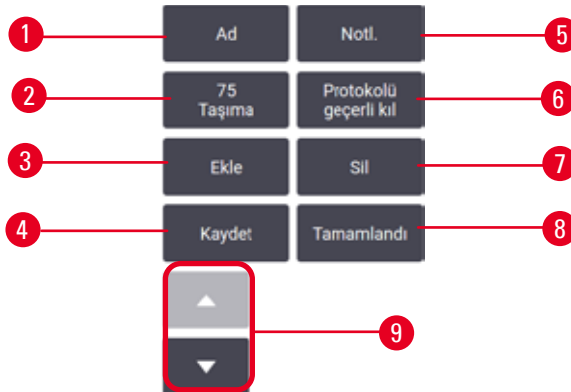 1
Ad
Notl.
5
2
75
Taşıma
Protokolü
geçerli kıl
6
3
Ekle
Sil
7
4
Kaydet
Tamamlandı
8
9